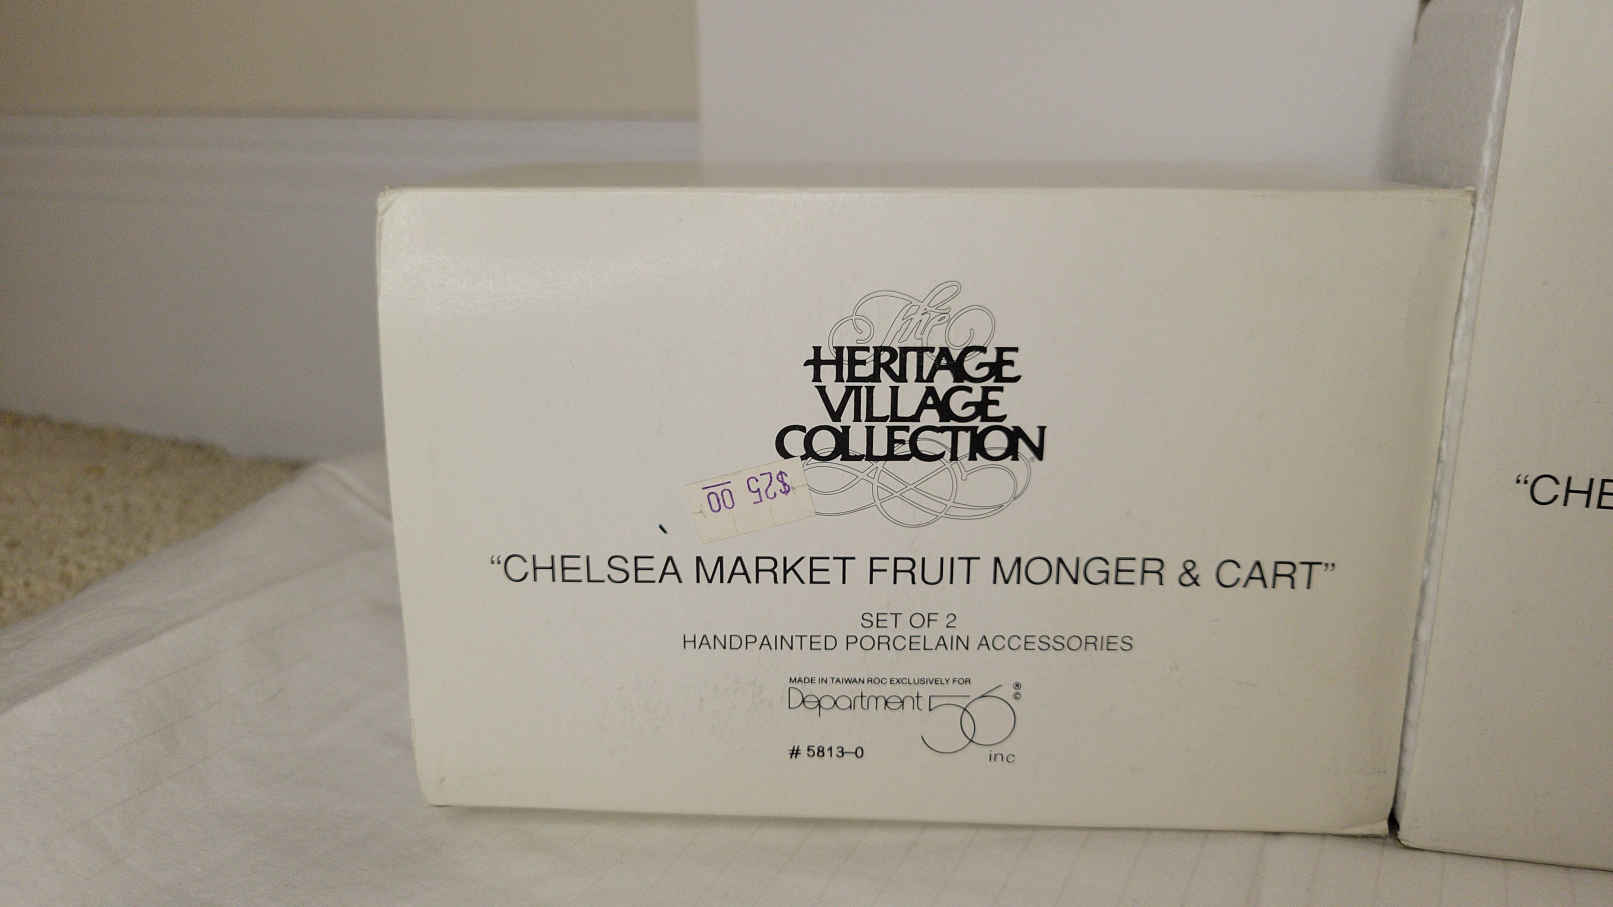 The
HERITAGE
VILLAGE
COLLECTION
$25 00
"CHELSEA MARKET FRUIT MONGER & CART"
SET OF 2
HANDPAINTED PORCELAIN ACCESSORIES
MADE IN TAIWAN ROC EXCLUSIVELY FOR
Department 56 ® ©
inc
# 5813-0
"CHE